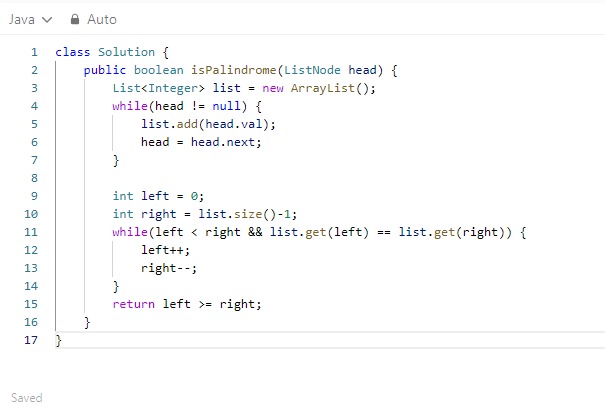 Java Auto
1 class Solution {
2     public boolean isPalindrome(ListNode head) {
3         List<Integer> list = new ArrayList();
4         while(head != null) {
5             list.add(head.val);
6             head = head.next;
7         }
8
9         int left = 0;
10         int right = list.size()-1;
11         while(left < right && list.get(left) == list.get(right)) {
12             left++;
13             right--;
14         }
15         return left >= right;
16     }
17 }
Saved